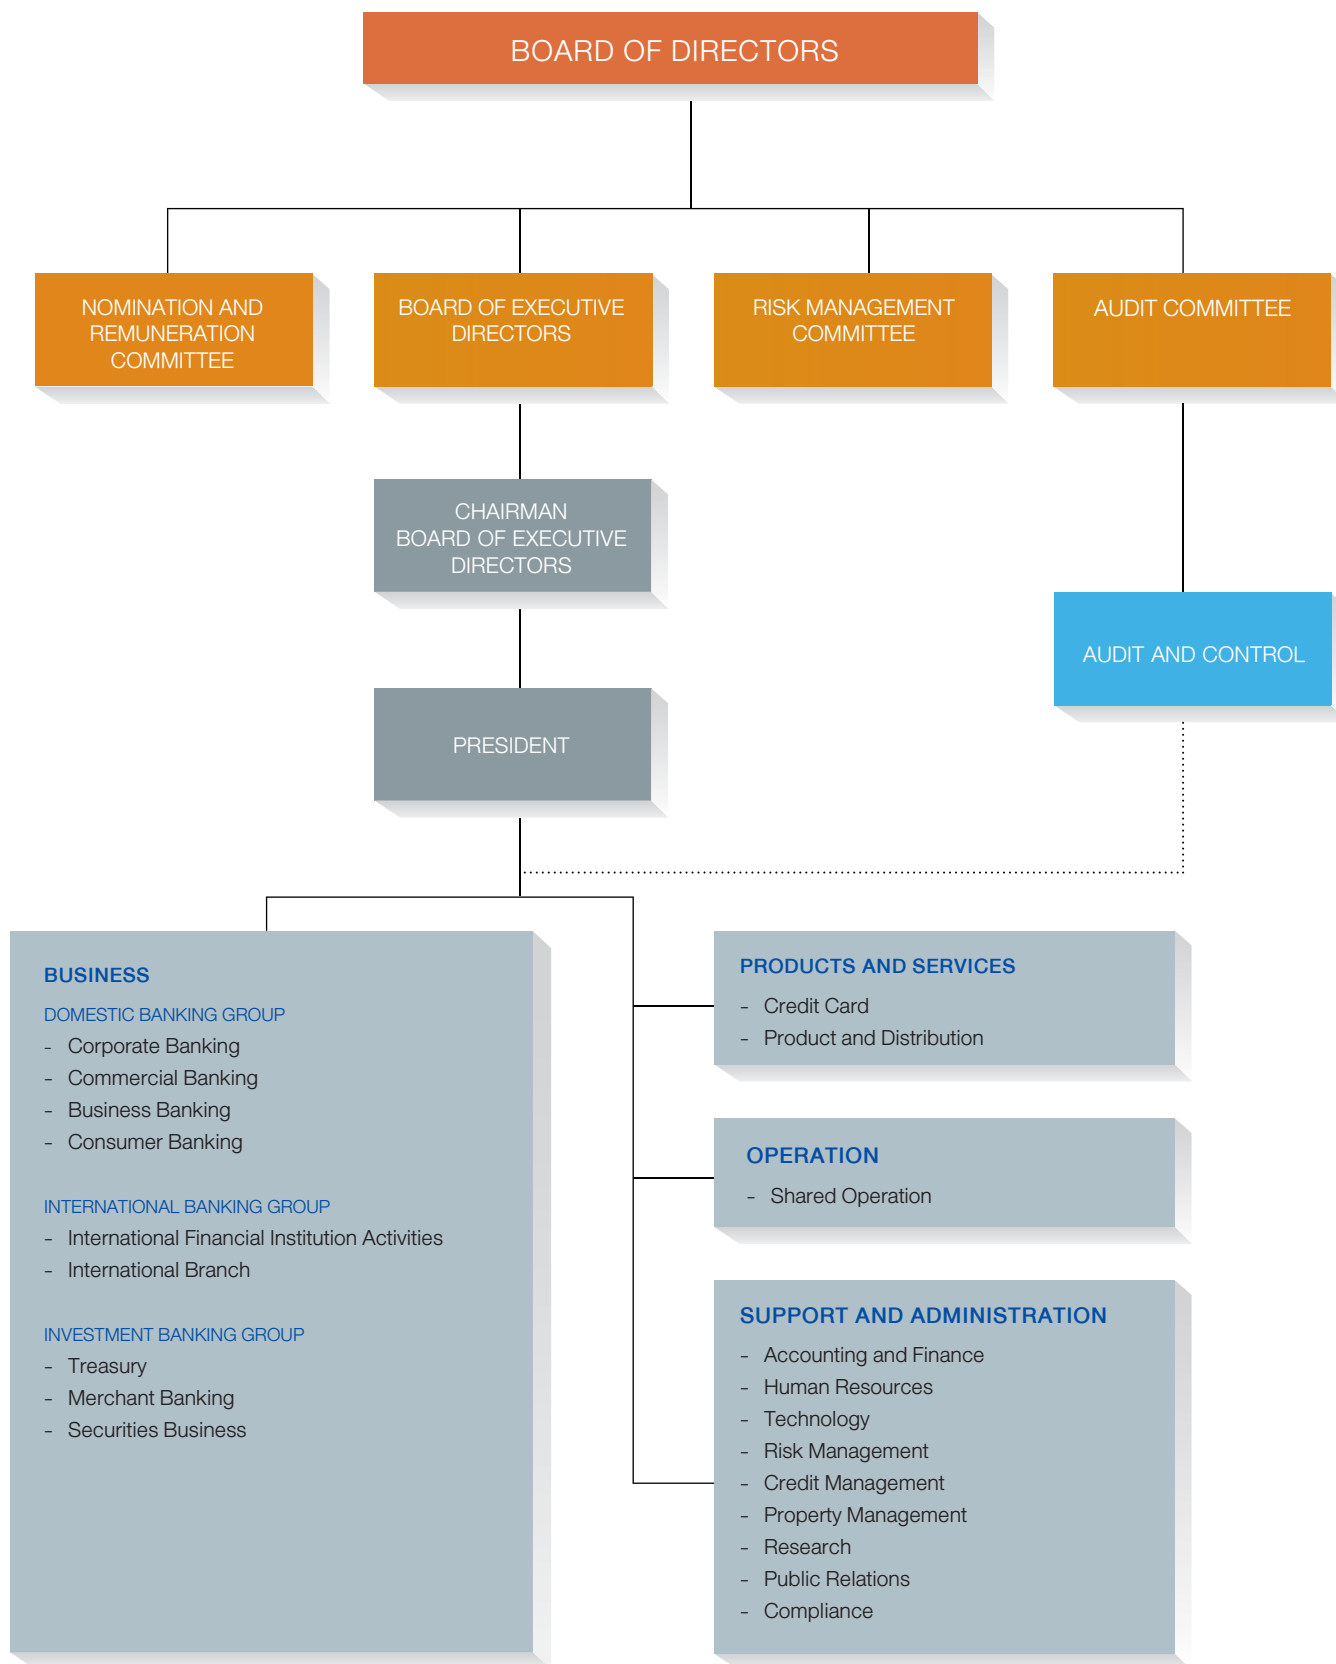 BOARD OF DIRECTORS
NOMINATION AND
REMUNERATION
COMMITTEE
BOARD OF EXECUTIVE
DIRECTORS
RISK MANAGEMENT
COMMITTEE
AUDIT COMMITTEE
CHAIRMAN
BOARD OF EXECUTIVE
DIRECTORS
AUDIT AND CONTROL
PRESIDENT
BUSINESS
DOMESTIC BANKING GROUP
- Corporate Banking
- Commercial Banking
- Business Banking
- Consumer Banking
INTERNATIONAL BANKING GROUP
- International Financial Institution Activities
- International Branch
INVESTMENT BANKING GROUP
- Treasury
- Merchant Banking
- Securities Business
PRODUCTS AND SERVICES
- Credit Card
- Product and Distribution
OPERATION
- Shared Operation
SUPPORT AND ADMINISTRATION
- Accounting and Finance
- Human Resources
- Technology
- Risk Management
- Credit Management
- Property Management
- Research
- Public Relations
- Compliance